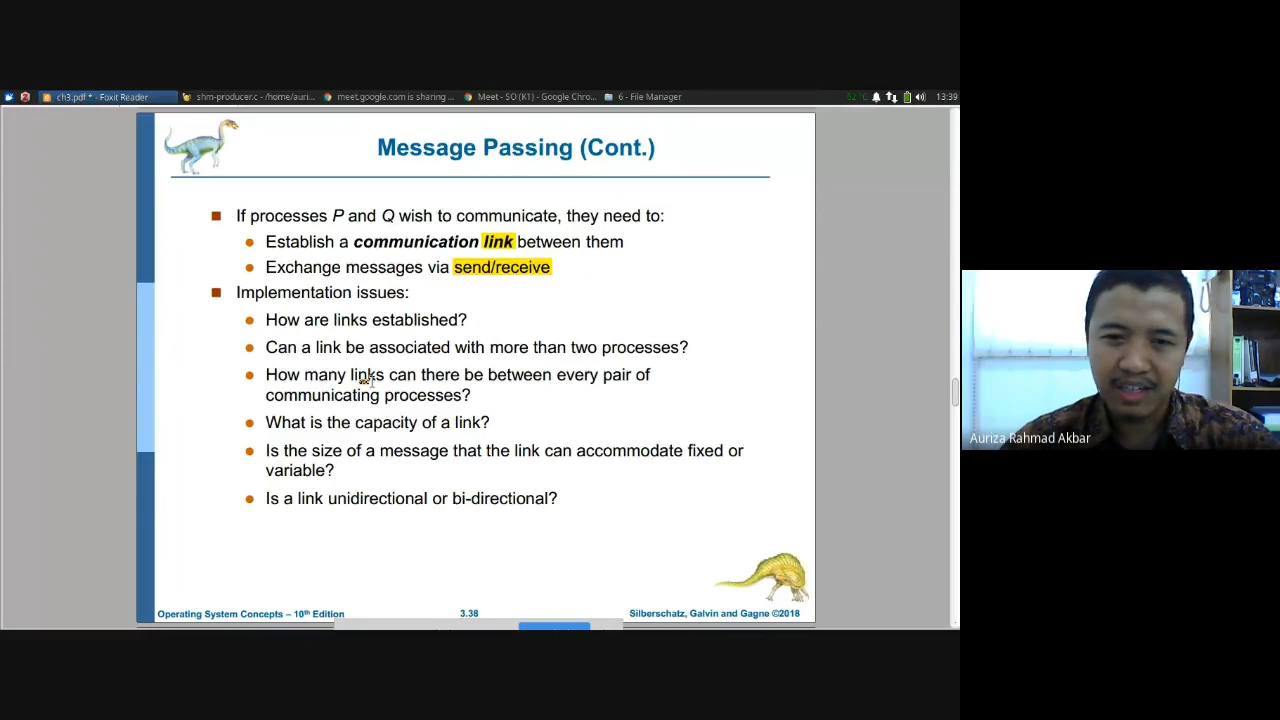 ch3.pdf * - Foxit Reader
shm-producer.c - /home/auri...
meet.google.com is sharing ...
Meet - SO (K1) - Google Chro...
6 - File Manager
62°C
13:39
Message Passing (Cont.)
If processes P and Q wish to communicate, they need to:
Establish a communication link between them
Exchange messages via send/receive
Implementation issues:
How are links established?
Can a link be associated with more than two processes?
How many links can there be between every pair of
communicating processes?
What is the capacity of a link?
Is the size of a message that the link can accommodate fixed or
variable?
Is a link unidirectional or bi-directional?
Operating System Concepts – 10th Edition
3.38
Silberschatz, Galvin and Gagne ©2018
Auriza Rahmad Akbar